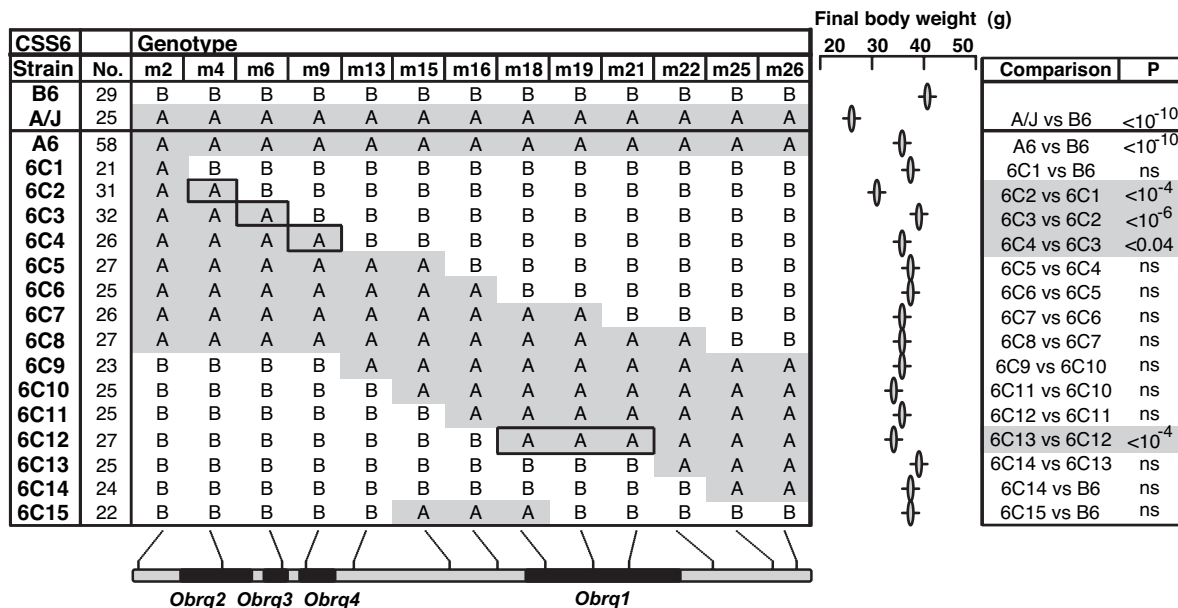 Final body weight (g)
20 30 40 50
CSS6 Genotype
Strain No. m2 m4 m6 m9 m13 m15 m16 m18 m19 m21 m22 m25 m26 Comparison P
B6 29 B B B B B B B B B B B B B
A/J 25 A A A A A A A A A A A A A A/J vs B6 <10-10
A6 58 A A A A A A A A A A A A A A6 vs B6 <10-10
6C1 21 A B B B B B B B B B B B B 6C1 vs B6 ns
6C2 31 A A B B B B B B B B B B B 6C2 vs 6C1 <10-4
6C3 32 A A A B B B B B B B B B B 6C3 vs 6C2 <10-6
6C4 26 A A A A B B B B B B B B B 6C4 vs 6C3 <0.04
6C5 27 A A A A A A B B B B B B B 6C5 vs 6C4 ns
6C6 25 A A A A A A A B B B B B B 6C6 vs 6C5 ns
6C7 26 A A A A A A A A A B B B B 6C7 vs 6C6 ns
6C8 27 A A A A A A A A A A A B B 6C8 vs 6C7 ns
6C9 23 B B B B A A A A A A A A A 6C9 vs 6C10 ns
6C10 25 B B B B B A A A A A A A A 6C11 vs 6C10 ns
6C11 25 B B B B B B A A A A A A A 6C12 vs 6C11 ns
6C12 27 B B B B B B B A A A A A A 6C13 vs 6C12 <10-4
6C13 25 B B B B B B B B B B A A A 6C14 vs 6C13 ns
6C14 24 B B B B B B B B B B B A A 6C14 vs B6 ns
6C15 22 B B B B B A A A B B B B B 6C15 vs B6 ns
Obrq2 Obrq3 Obrq4 Obrq1